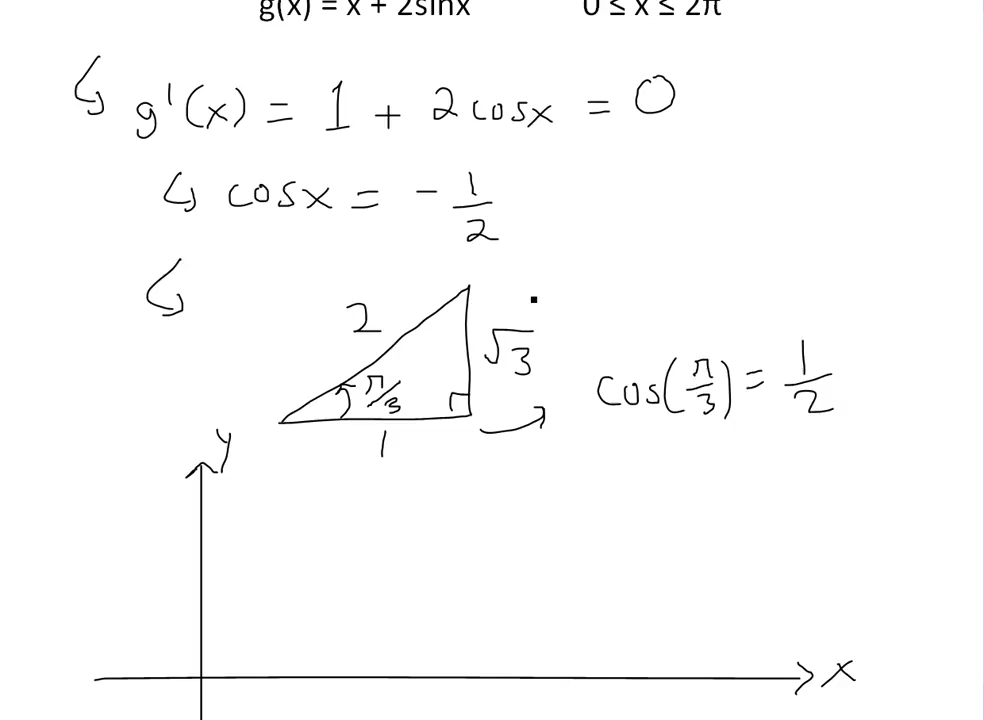 g(x) = x + 2sinx 0 ≤ x ≤ 2π
g'(x) = 1 + 2cosx = 0
cosx = - 1/2
2
√3
π/3
1
cos(π/3) = 1/2
y
x